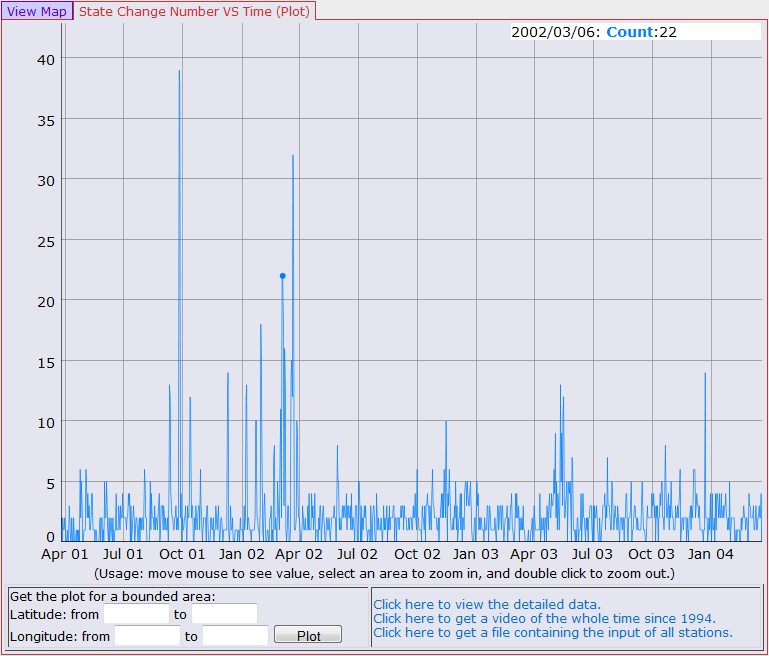 View Map State Change Number VS Time (Plot)
2002/03/06: Count:22
40
35
30
25
20
15
10
5
0
Apr 01 Jul 01 Oct 01 Jan 02 Apr 02 Jul 02 Oct 02 Jan 03 Apr 03 Jul 03 Oct 03 Jan 04
(Usage: move mouse to see value, select an area to zoom in, and double click to zoom out.)
Get the plot for a bounded area:
Latitude: from to
Longitude: from to Plot
Click here to view the detailed data.
Click here to get a video of the whole time since 1994.
Click here to get a file containing the input of all stations.